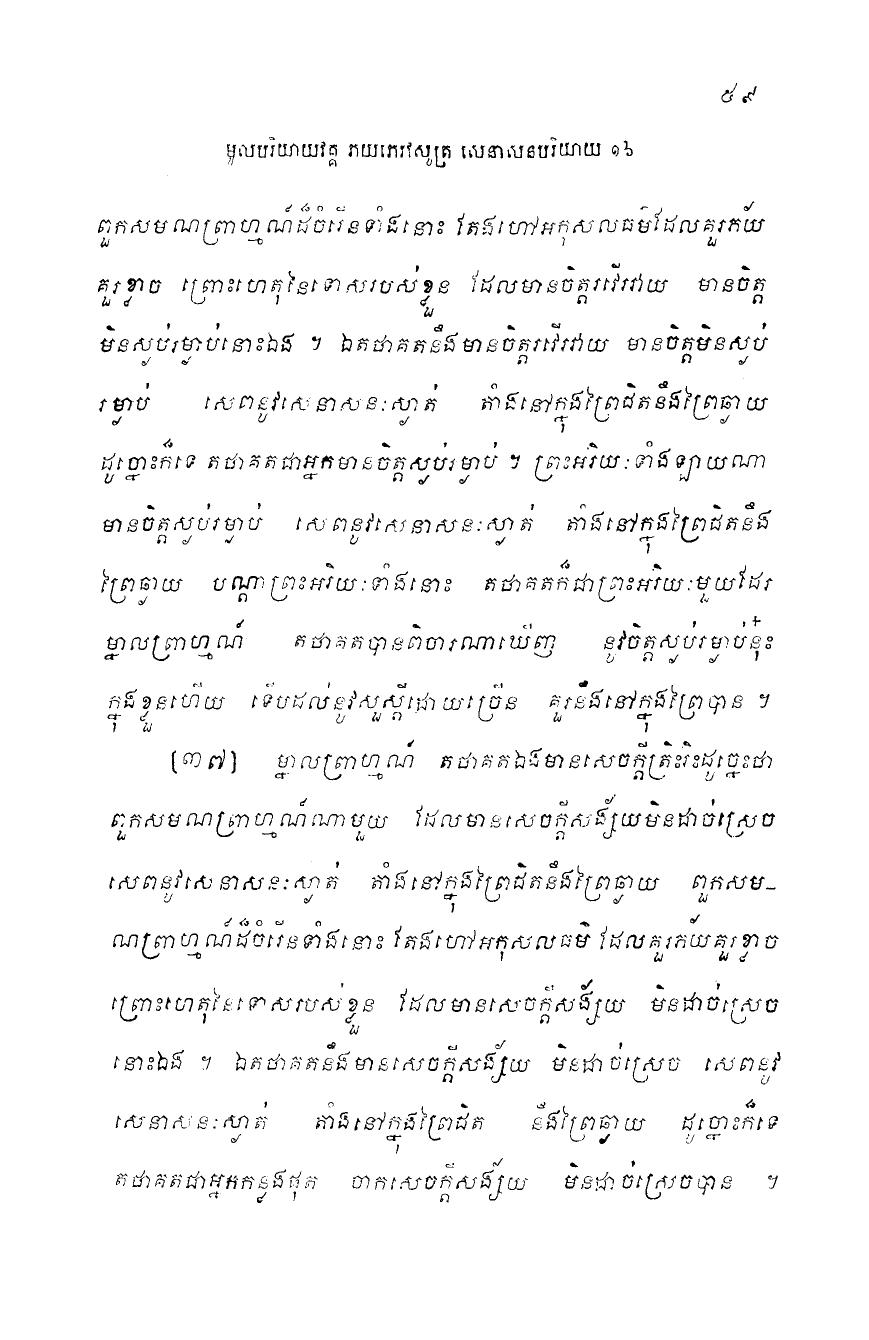 ៥៩
មូលបរិយាយវគ្គ ភយភេរវសូត្រ សេនាសនបរិយាយ ១៦
ពួកសមណព្រាហ្មណ៍ដ៏ចំរើនទាំងនោះ តែងហៅអកុសលធម៌ដែលគួរភ័យ
គួរខ្លាច ព្រោះហេតុនៃទោសរបស់ខ្លួន ដែលមានចិត្តរវើរវាយ មានចិត្ត
មិនស្ងប់រម្ងាប់នោះឯង ។ ឯតថាគតនឹងមានចិត្តរវើរវាយ មានចិត្តមិនស្ងប់
រម្ងាប់ សេពនូវសេនាសនៈស្ងាត់ តាំងនៅក្នុងព្រៃជិតនឹងព្រៃឆ្ងាយ
ដូច្នោះក៏ទេ តថាគតជាអ្នកមានចិត្តស្ងប់រម្ងាប់ ។ ព្រះអរិយៈទាំងឡាយណា
មានចិត្តស្ងប់រម្ងាប់ សេពនូវសេនាសនៈស្ងាត់ តាំងនៅក្នុងព្រៃជិតនឹង
ព្រៃឆ្ងាយ បណ្តាព្រះអរិយៈទាំងនោះ តថាគតក៏ជាព្រះអរិយៈមួយដែរ
ម្នាលព្រាហ្មណ៍ តថាគតបានពិចារណាឃើញ នូវចិត្តស្ងប់រម្ងាប់នុ៎ះ
ក្នុងខ្លួនហើយ ទើបដល់នូវសួស្តីដោយច្រើន គួរនឹងនៅក្នុងព្រៃបាន ។
[៣៧] ម្នាលព្រាហ្មណ៍ តថាគតឯងមានសេចក្តីត្រិះរិះដូច្នេះថា
ពួកសមណព្រាហ្មណ៍ណាមួយ ដែលមានសេចក្តីសង្ស័យមិនដាច់ស្រេច
សេពនូវសេនាសនៈស្ងាត់ តាំងនៅក្នុងព្រៃជិតនឹងព្រៃឆ្ងាយ ពួកសម-
ណព្រាហ្មណ៍ដ៏ចំរើនទាំងនោះ តែងហៅអកុសលធម៌ ដែលគួរភ័យគួរខ្លាច
ព្រោះហេតុនៃទោសរបស់ខ្លួន ដែលមានសេចក្តីសង្ស័យ មិនដាច់ស្រេច
នោះឯង ។ ឯតថាគតនឹងមានសេចក្តីសង្ស័យ មិនដាច់ស្រេច សេពនូវ
សេនាសនៈស្ងាត់ តាំងនៅក្នុងព្រៃជិត នឹងព្រៃឆ្ងាយ ដូច្នោះក៏ទេ
តថាគតជាអ្នកកន្លងផុត ចាកសេចក្តីសង្ស័យ មិនដាច់ស្រេចបាន ។